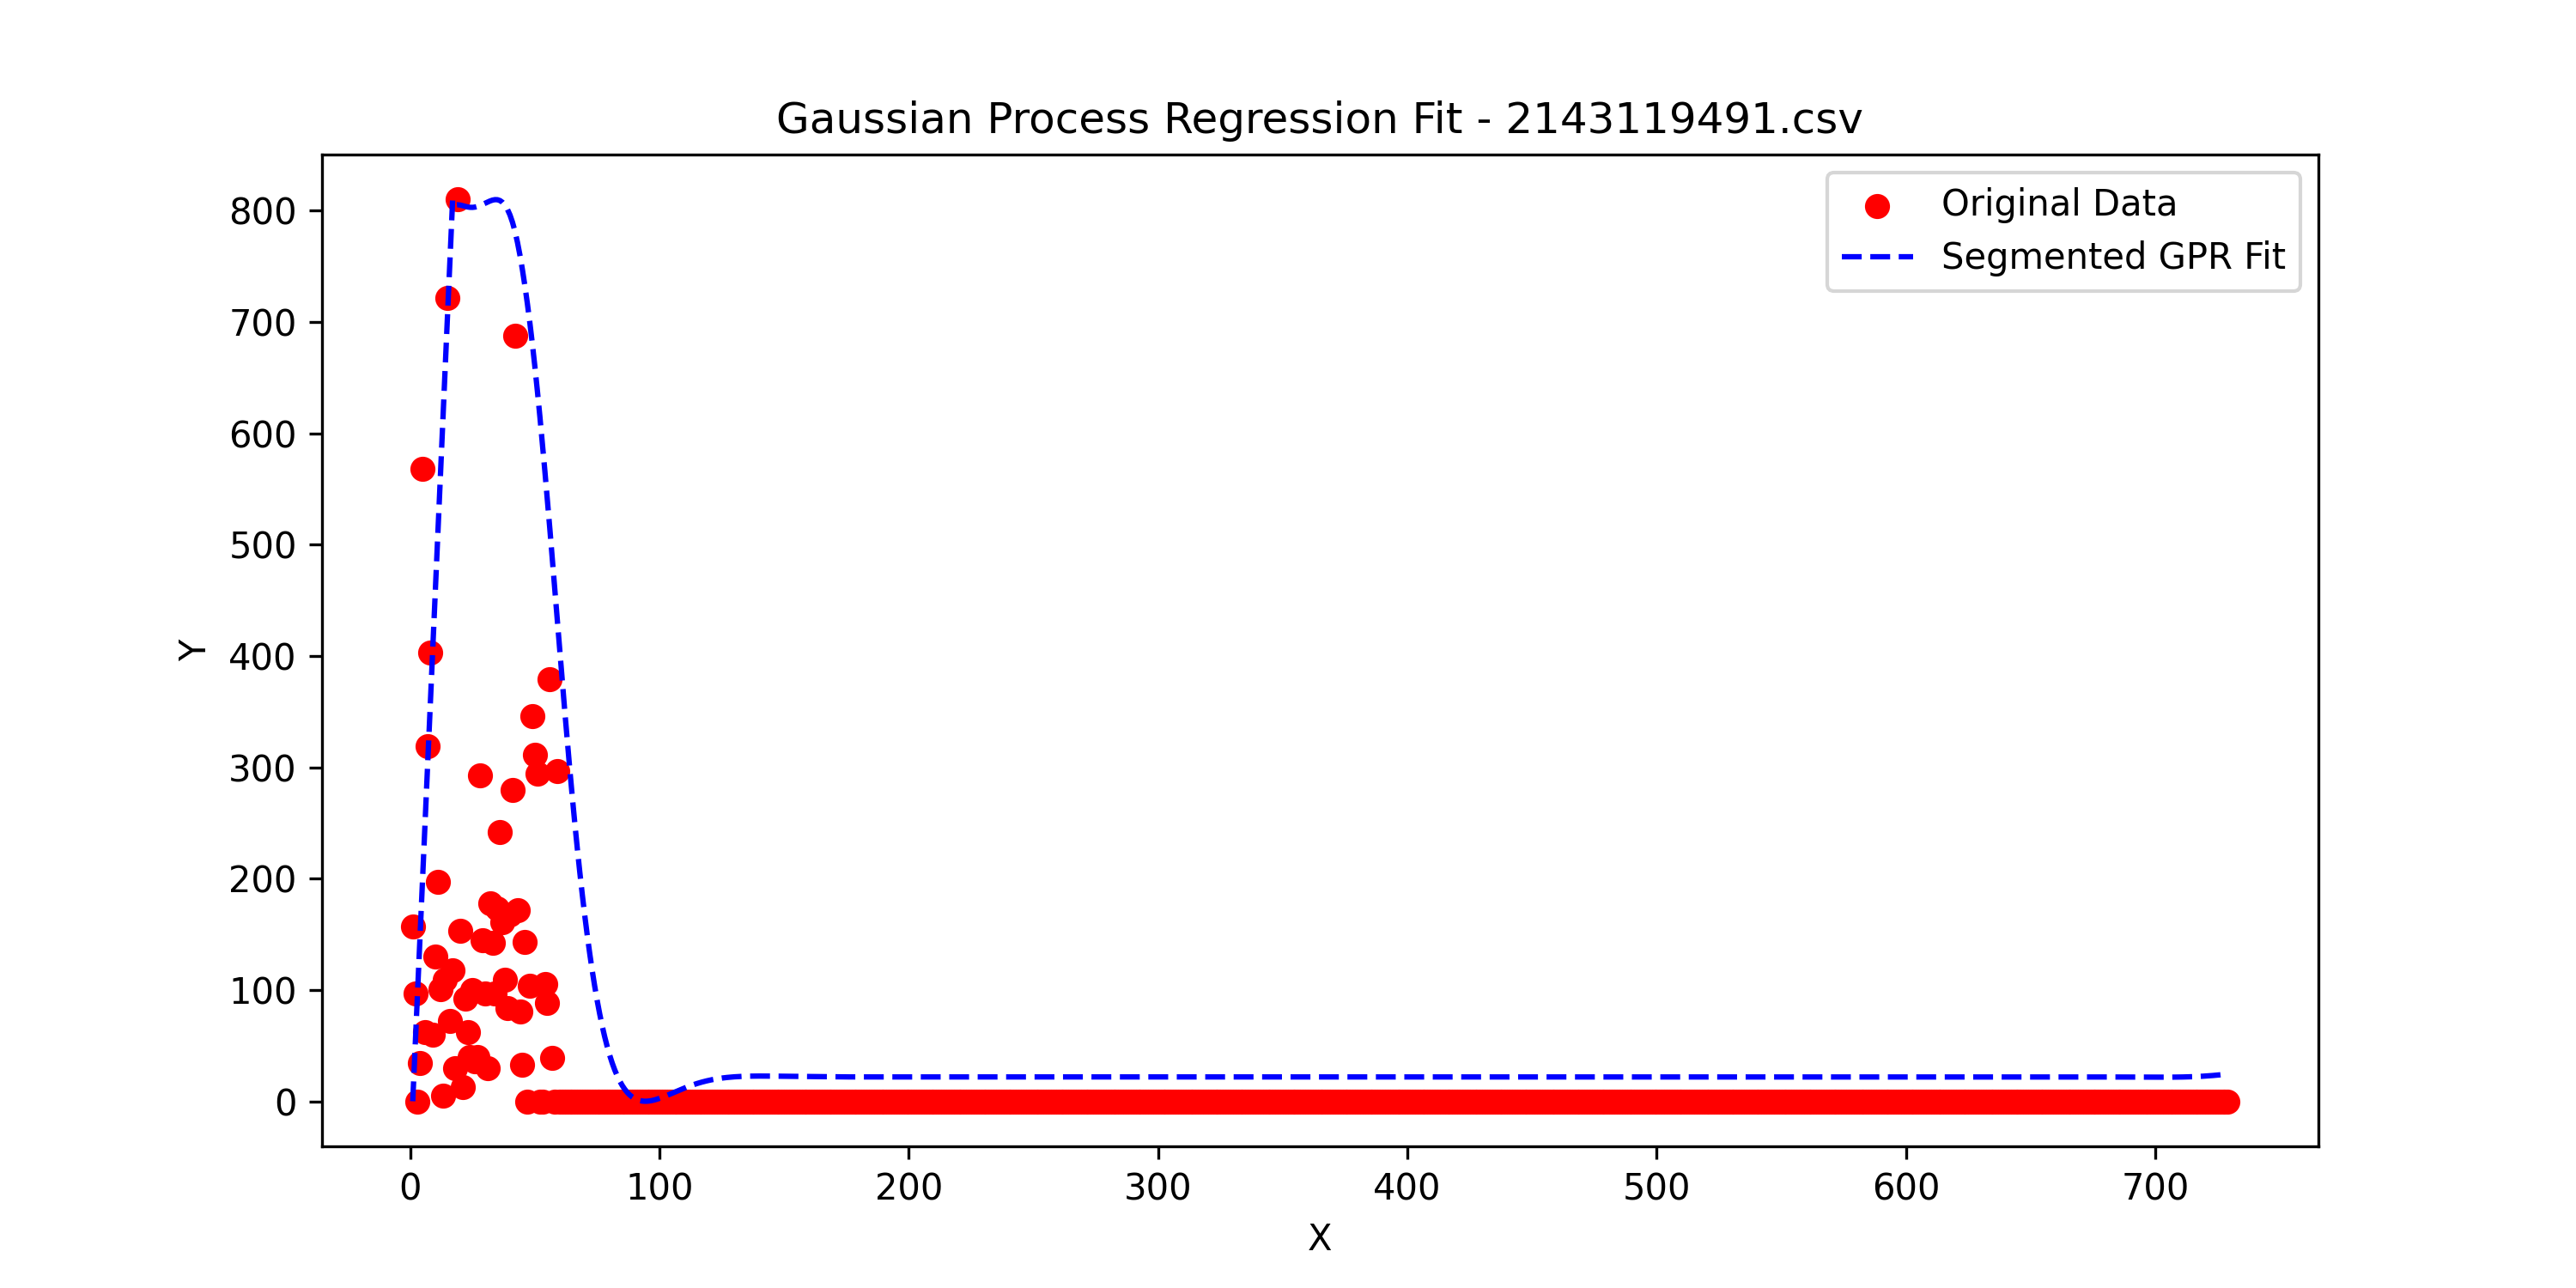 Gaussian Process Regression Fit - 2143119491.csv
Original Data
Segmented GPR Fit
800
700
600
500
400
300
200
100
0
Y
0 100 200 300 400 500 600 700
X